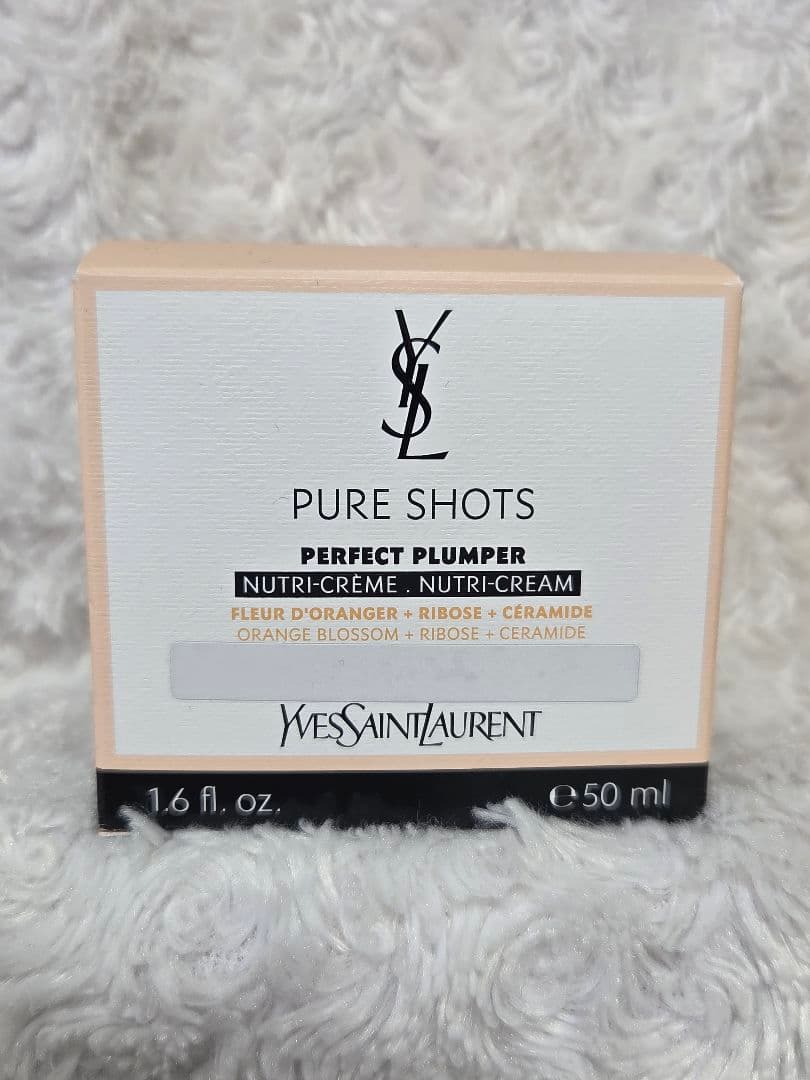 YSL
PURE SHOTS
PERFECT PLUMPER
NUTRI-CRÈME . NUTRI-CREAM
FLEUR D'ORANGER + RIBOSE + CÉRAMIDE
ORANGE BLOSSOM + RIBOSE + CERAMIDE
YVESSAINTLAURENT
1.6 fl. oz. ℮50 ml